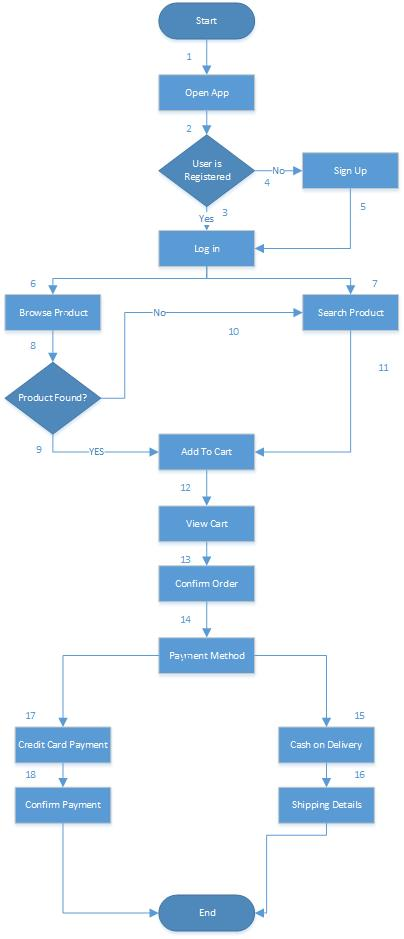 Start
1
Open App
2
User is
Registered
No
4
Sign Up
3
Yes
5
Log in
6
7
Browse Product
No
Search Product
8
10
11
Product Found?
9
YES
Add To Cart
12
View Cart
13
Confirm Order
14
Payment Method
17
15
Credit Card Payment
Cash on Delivery
18
16
Confirm Payment
Shipping Details
End